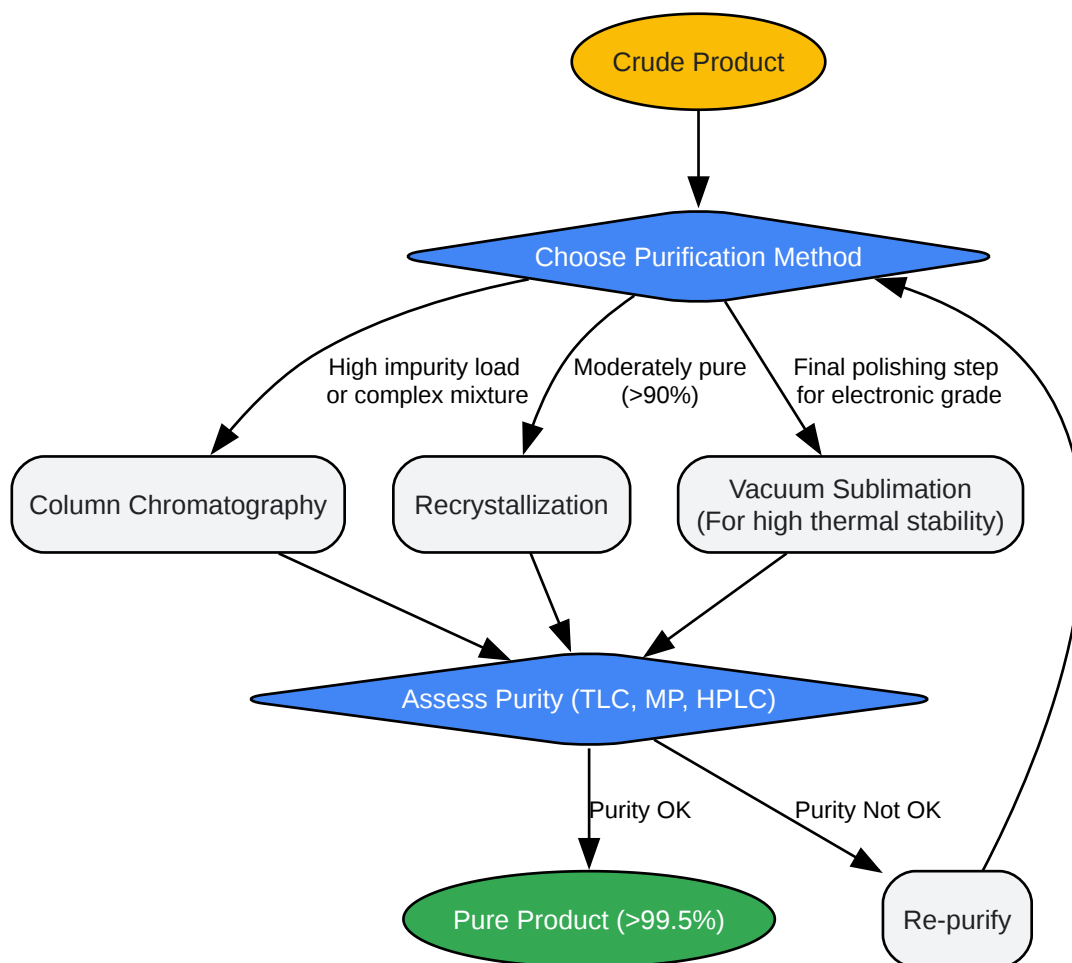 Crude Product
Choose Purification Method
High impurity load
or complex mixture
Moderately pure
(>90%)
Final polishing step
for electronic grade
Column Chromatography
Recrystallization
Vacuum Sublimation
(For high thermal stability)
Assess Purity (TLC, MP, HPLC)
Purity OK
Purity Not OK
Pure Product (>99.5%)
Re-purify